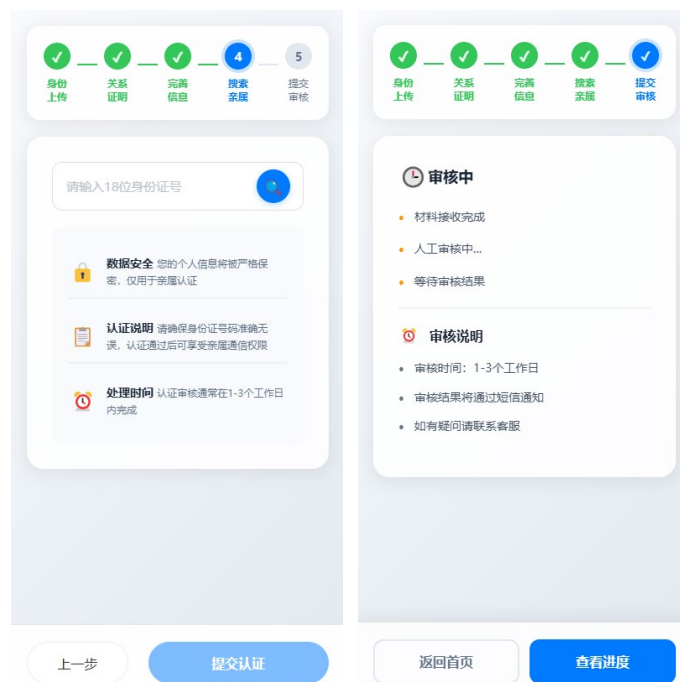 4
5
身份
上传
关系
证明
完善
信息
搜索
亲属
提交
审核
请输入18位身份证号
数据安全 您的个人信息将被严格保
密，仅用于亲属认证
认证说明 请确保身份证号码准确无
误，认证通过后可享受亲属通信权限
处理时间 认证审核通常在1-3个工作日
内完成
上一步
提交认证
身份
上传
关系
证明
完善
信息
搜索
亲属
提交
审核
审核中
材料接收完成
人工审核中...
等待审核结果
审核说明
审核时间：1-3个工作日
审核结果将通过短信通知
如有疑问请联系客服
返回首页
查看进度